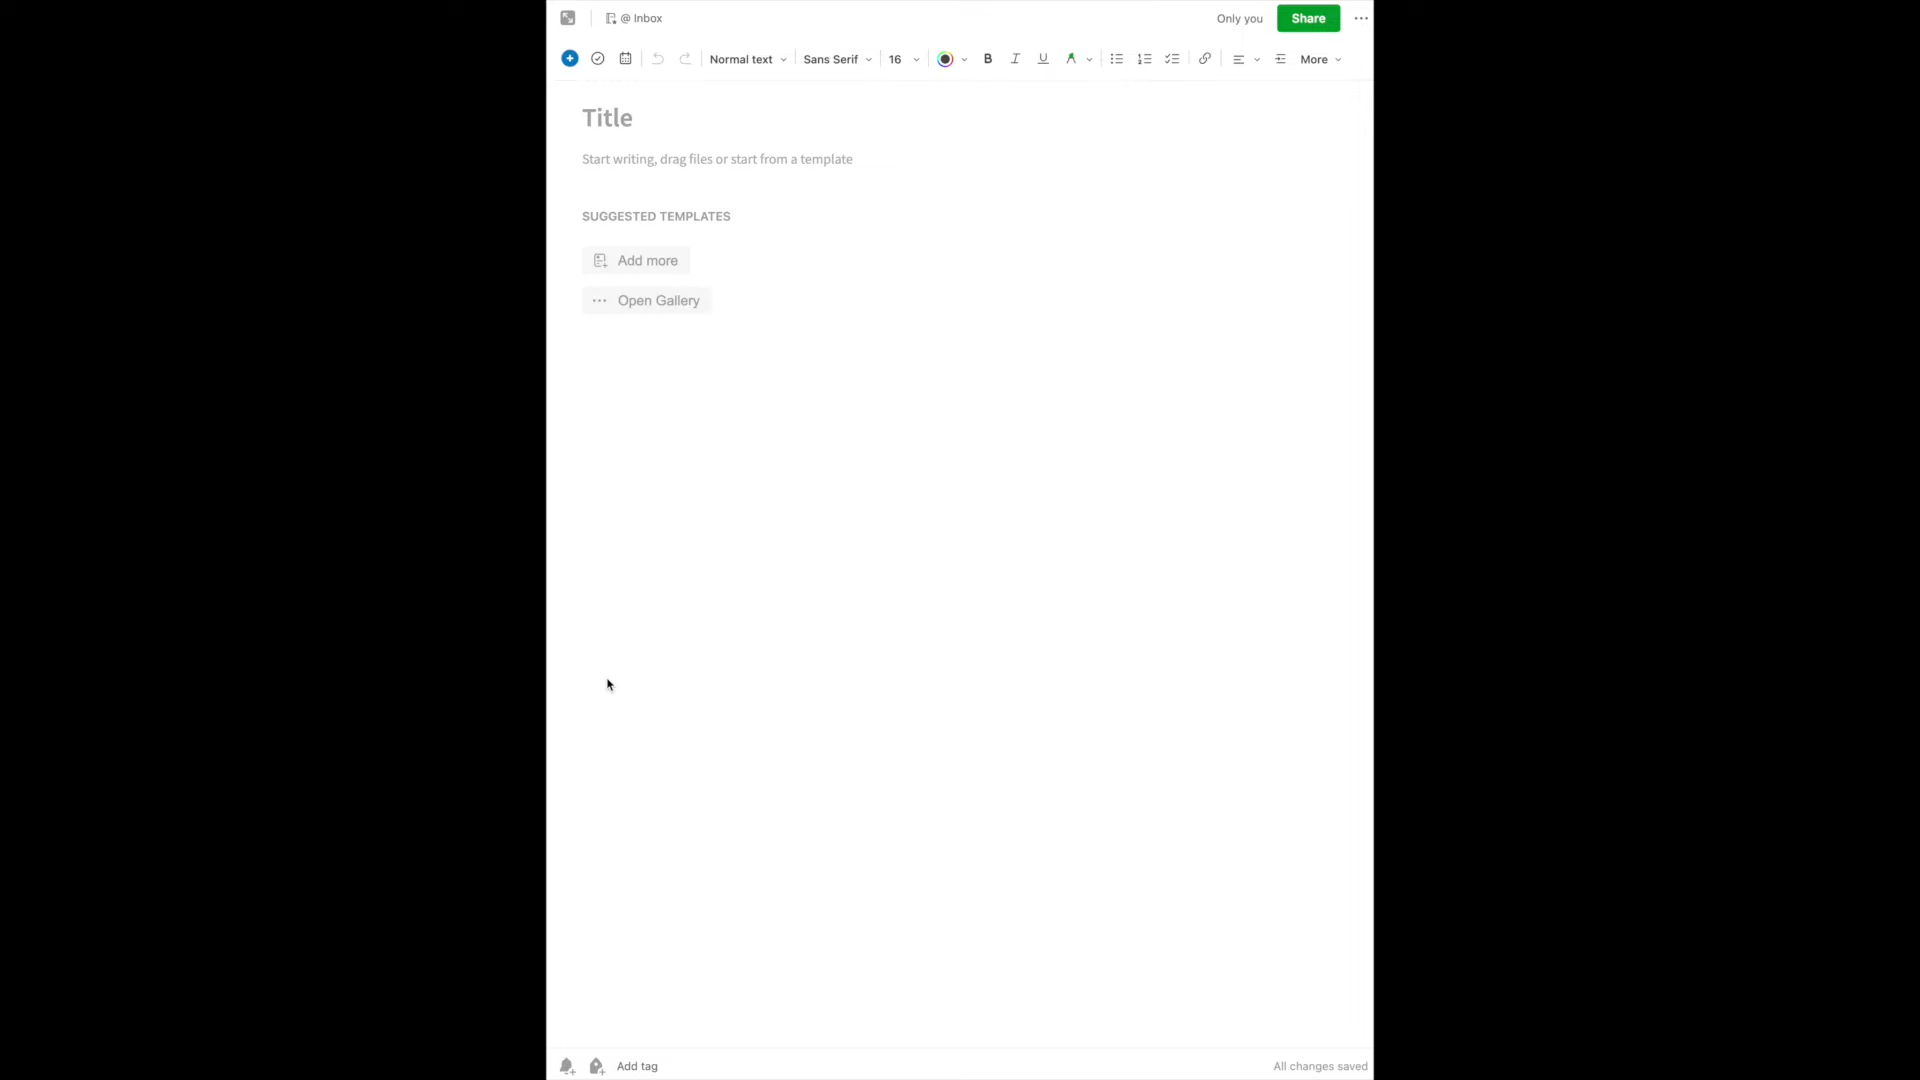 @ Inbox
Only you
Share
Normal text
Sans Serif
16
B
I
U
More
Title
Start writing, drag files or start from a template
SUGGESTED TEMPLATES
Add more
Open Gallery
Add tag
All changes saved